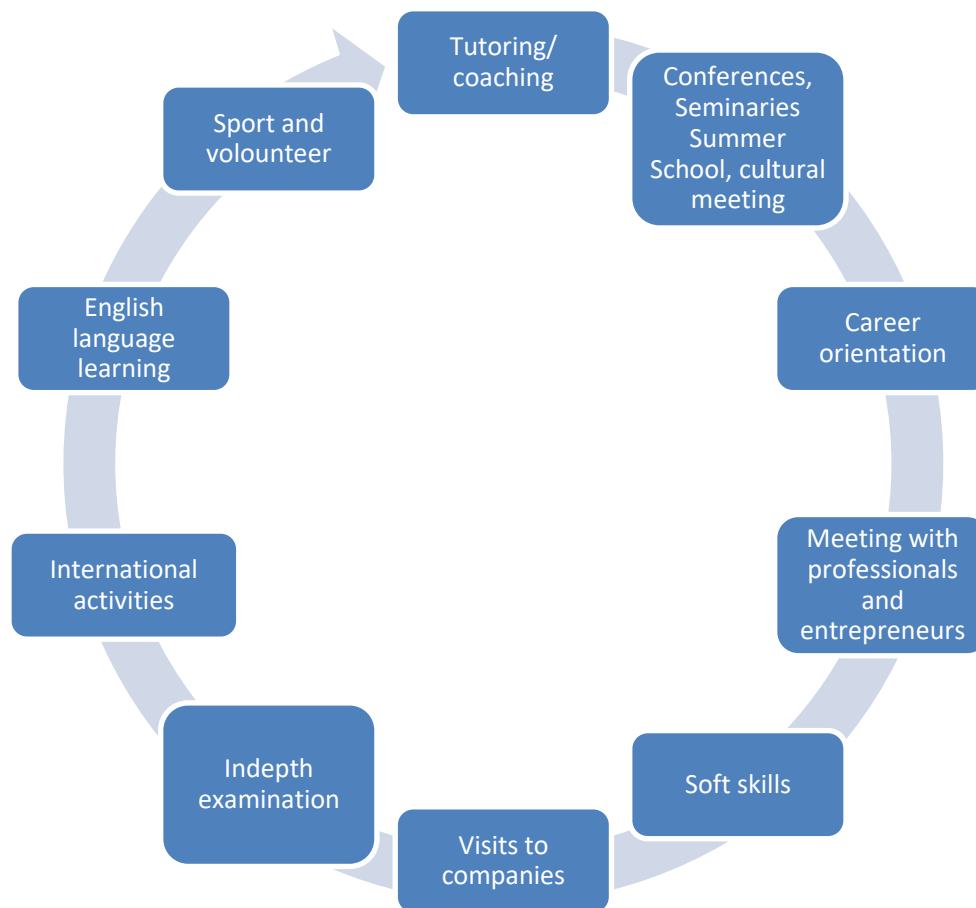 Tutoring/
coaching
Conferences,
Seminaries
Summer
School, cultural
meeting
Career
orientation
Meeting with
professionals
and
entrepreneurs
Soft skills
Visits to
companies
Indepth
examination
International
activities
English
language
learning
Sport and
volounteer